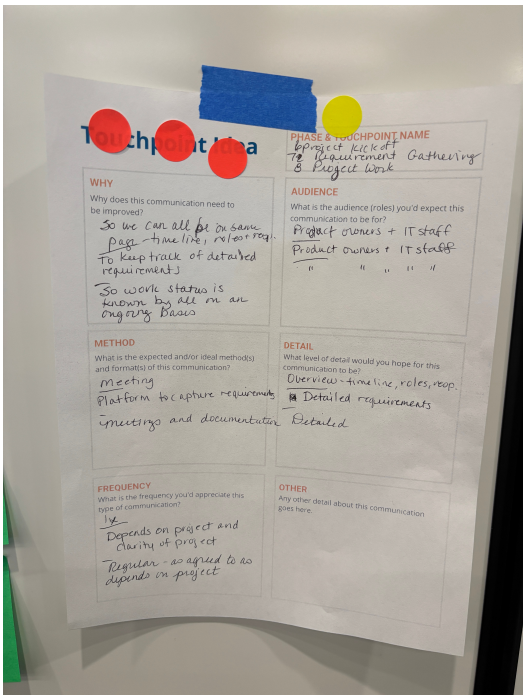 Touchpoint Idea
PHASE & TOUCHPOINT NAME
6 project kickoff
7 Requirement Gathering
8 Project Work
WHY
Why does this communication need to
be improved?
So we can all be on same
page - timeline, roles + req.
To keep track of detailed
requirements
So work status is
known by all on an
ongoing basis
AUDIENCE
What is the audience (roles) you'd expect this
communication to be for?
Product owners + IT staff
Product owners + IT staff
" " " " "
METHOD
What is the expected and/or ideal method(s)
and format(s) of this communication?
meeting
Platform to capture requirements
meetings and documentation
DETAIL
What level of detail would you hope for this
communication to be?
Overview - timeline, roles, resp.
Detailed requirements
Detailed
FREQUENCY
What is the frequency you'd appreciate this
type of communication?
1x
Depends on project and
clarity of project
Regular - as agreed to as
depends on project
OTHER
Any other detail about this communication
goes here.